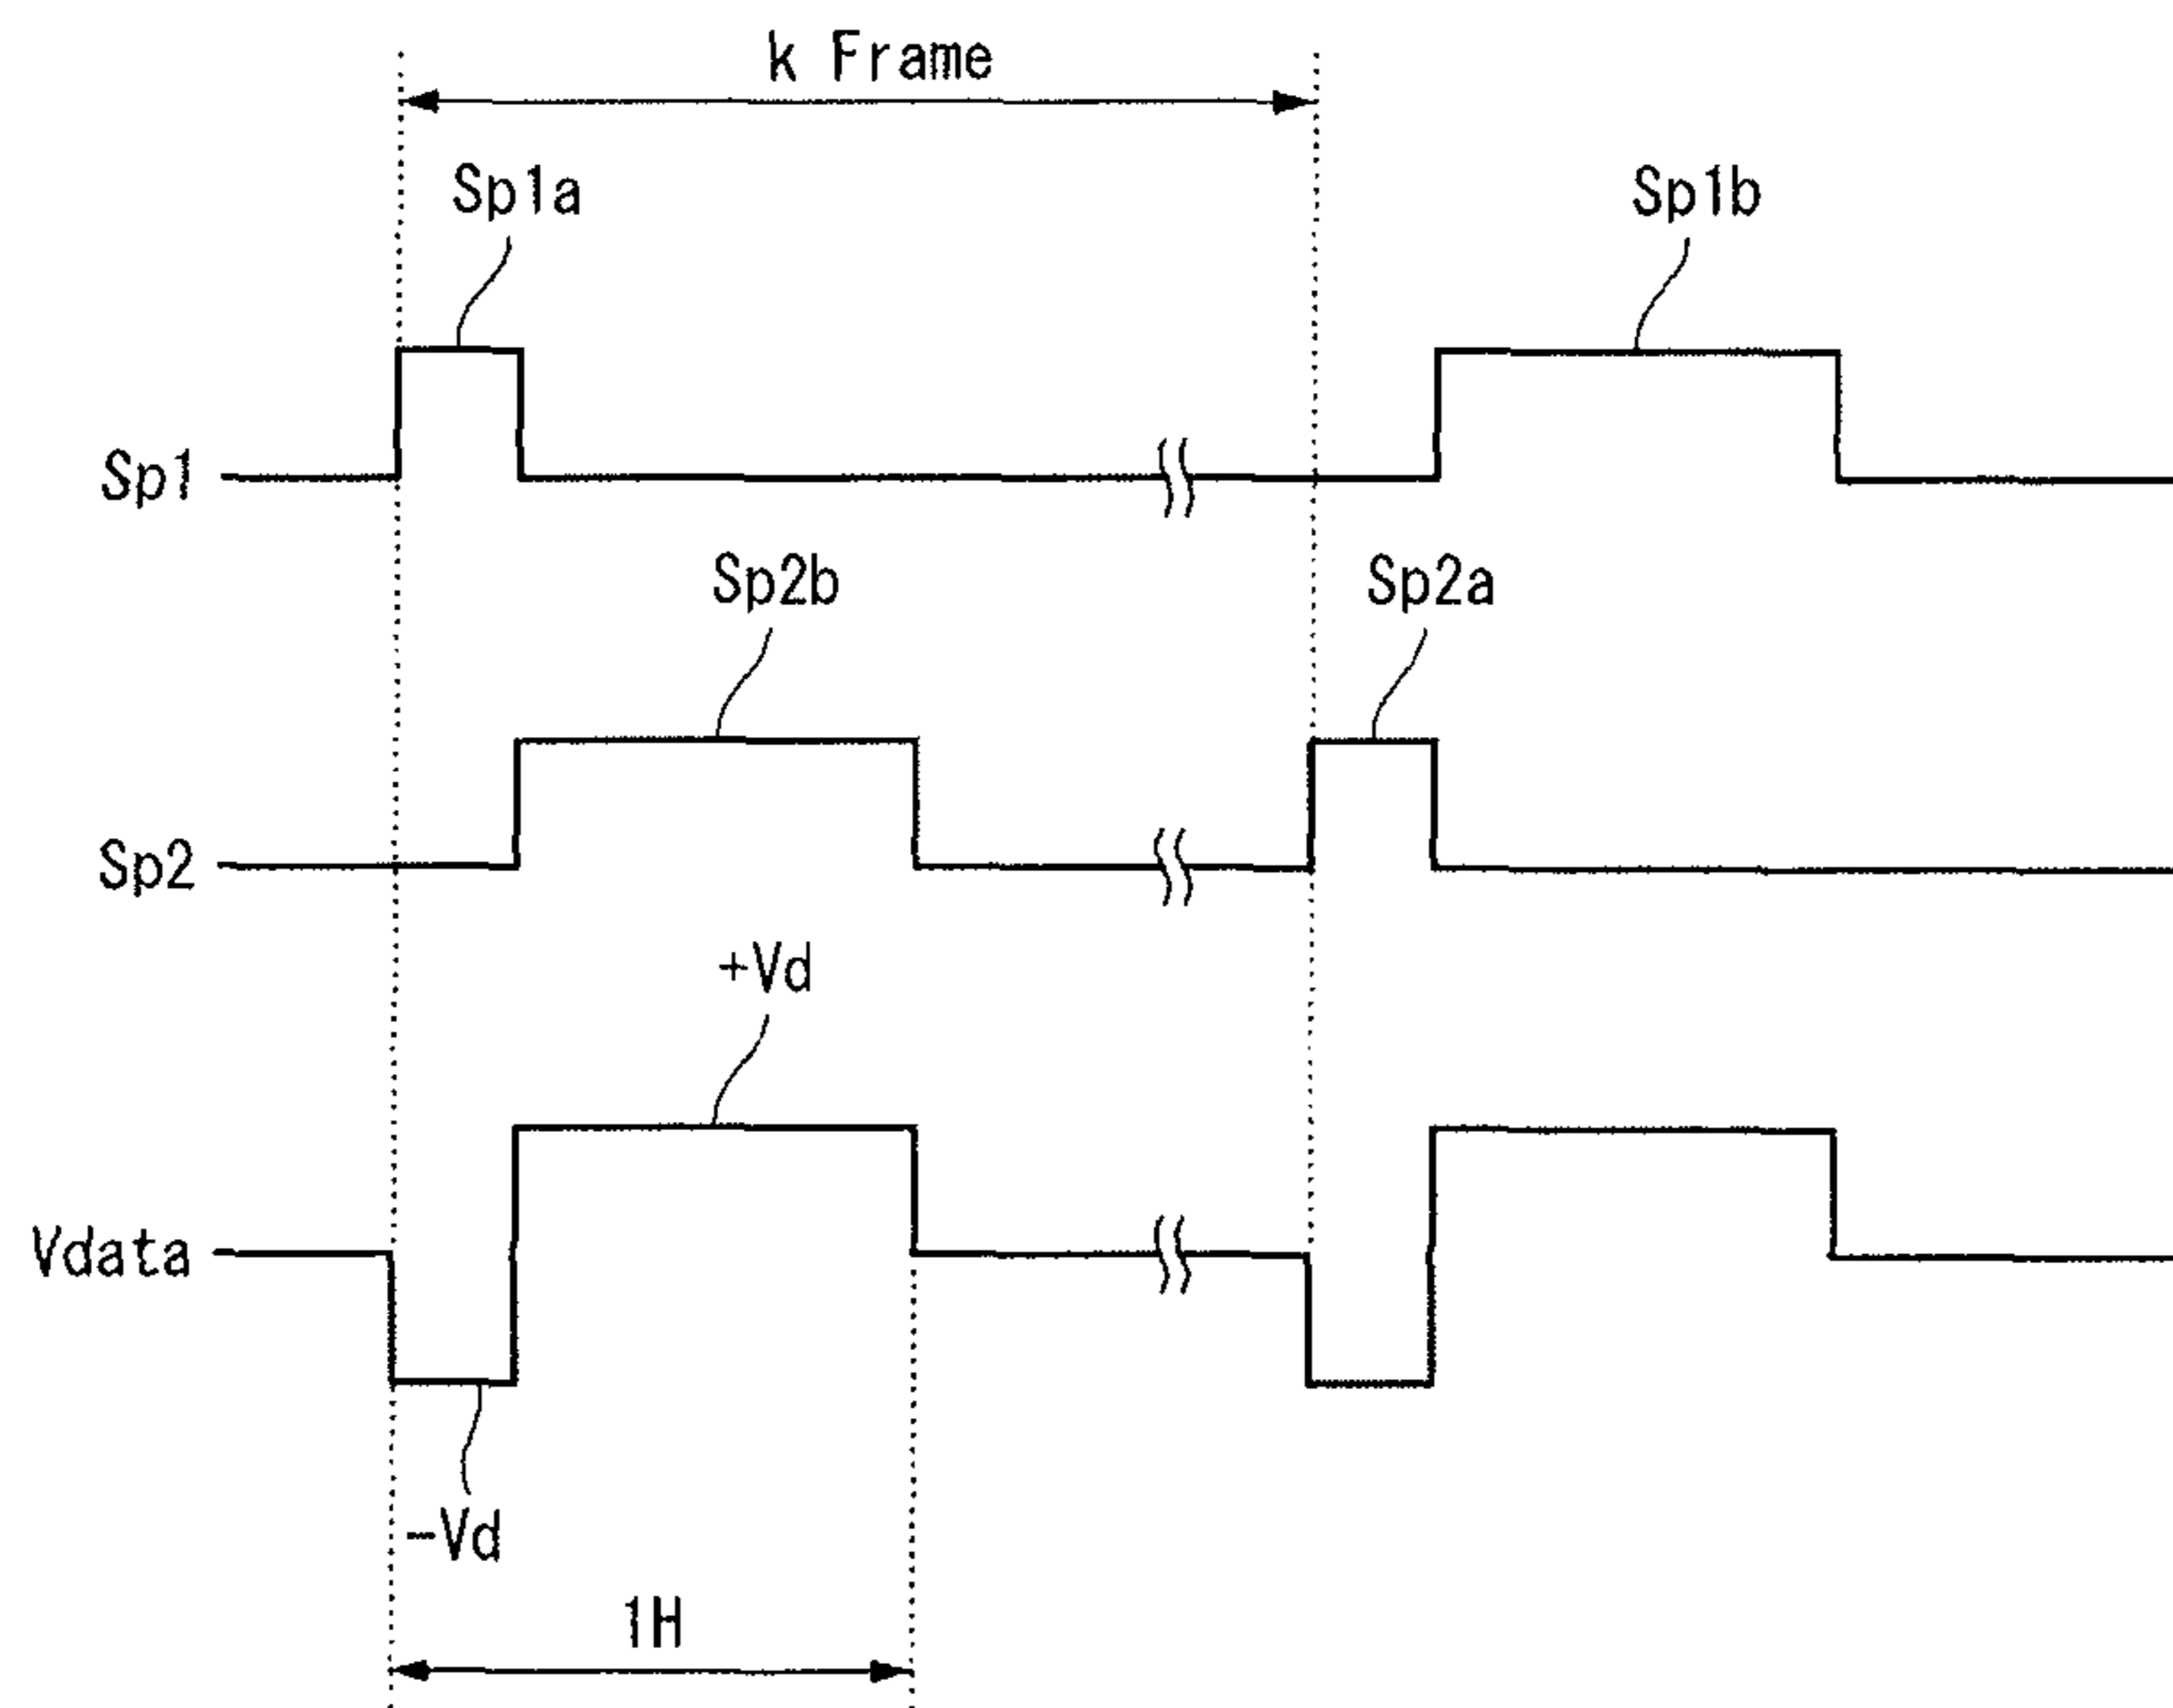 k Frame
Sp1a
Sp1b
Sp1
Sp2b
Sp2a
Sp2
+Vd
Vdata
-Vd
1H